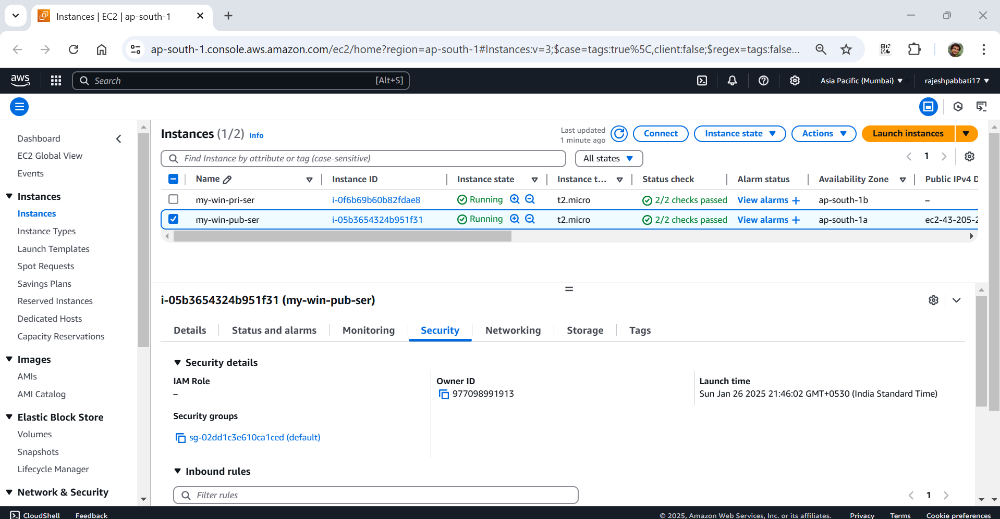 Instances | EC2 | ap-south-1
ap-south-1.console.aws.amazon.com/ec2/home?region=ap-south-1#Instances:v=3;$case=tags:true%5C,client:false;$regex=tags:false...
aws
Search [Alt+S]
Asia Pacific (Mumbai)
rajeshpabbati17
Dashboard
EC2 Global View
Events
Instances
Instances
Instance Types
Launch Templates
Spot Requests
Savings Plans
Reserved Instances
Dedicated Hosts
Capacity Reservations
Images
AMIs
AMI Catalog
Elastic Block Store
Volumes
Snapshots
Lifecycle Manager
Network & Security
Instances (1/2) Info
Last updated
1 minute ago
Connect
Instance state
Actions
Launch instances
Find Instance by attribute or tag (case-sensitive)
All states
1
Name Instance ID Instance state Instance t... Status check Alarm status Availability Zone Public IPv4 D
my-win-pri-ser i-0f6b69b60b82fdae8 Running t2.micro 2/2 checks passed View alarms + ap-south-1b –
my-win-pub-ser i-05b3654324b951f31 Running t2.micro 2/2 checks passed View alarms + ap-south-1a ec2-43-205-2
i-05b3654324b951f31 (my-win-pub-ser)
Details Status and alarms Monitoring Security Networking Storage Tags
Security details
IAM Role
–
Owner ID
977098991913
Launch time
Sun Jan 26 2025 21:46:02 GMT+0530 (India Standard Time)
Security groups
sg-02dd1c3e610ca1ced (default)
Inbound rules
Filter rules
1
CloudShell Feedback
© 2025, Amazon Web Services, Inc. or its affiliates. Privacy Terms Cookie preferences